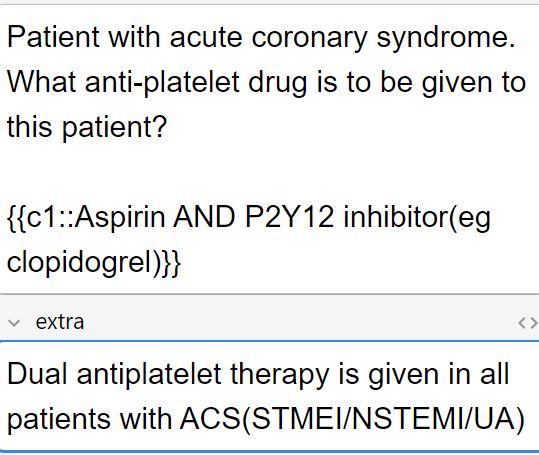 Patient with acute coronary syndrome.
What anti-platelet drug is to be given to
this patient?
{{c1::Aspirin AND P2Y12 inhibitor(eg
clopidogrel)}}
extra
<>
Dual antiplatelet therapy is given in all
patients with ACS(STMEI/NSTEMI/UA)